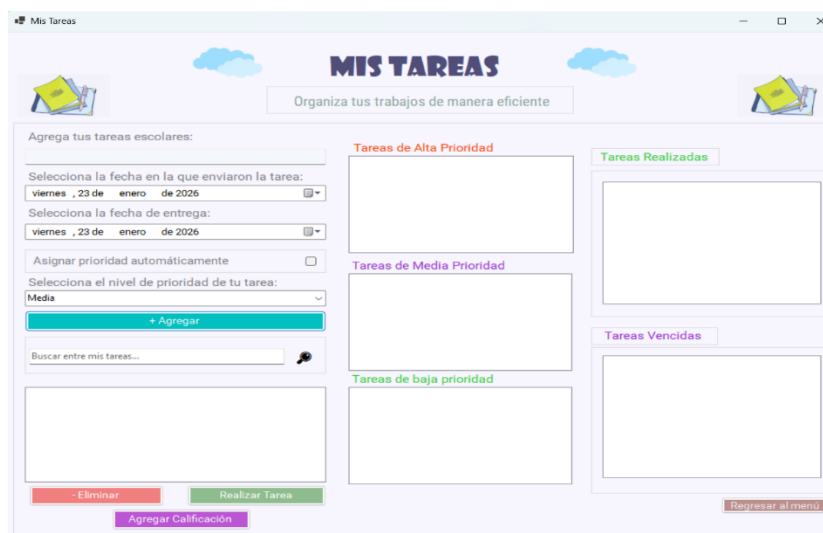 Mis Tareas
MIS TAREAS
Organiza tus trabajos de manera eficiente
Agrega tus tareas escolares:
Selecciona la fecha en la que enviaron la tarea:
viernes , 23 de enero de 2026
Selecciona la fecha de entrega:
viernes , 23 de enero de 2026
Asignar prioridad automáticamente
Selecciona el nivel de prioridad de tu tarea:
Media
+ Agregar
Buscar entre mis tareas...
- Eliminar
Realizar Tarea
Agregar Calificación
Tareas de Alta Prioridad
Tareas de Media Prioridad
Tareas de baja prioridad
Tareas Realizadas
Tareas Vencidas
Regresar al menú